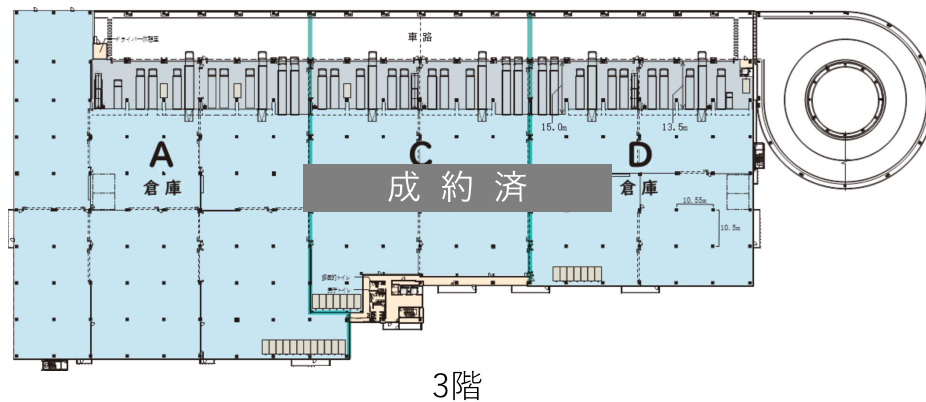 ドライバー休憩室
車路
15.0m
13.5m
A
倉庫
C
D
倉庫
成約済
10.55m
10.5m
多目的トイレ
男子トイレ
3階